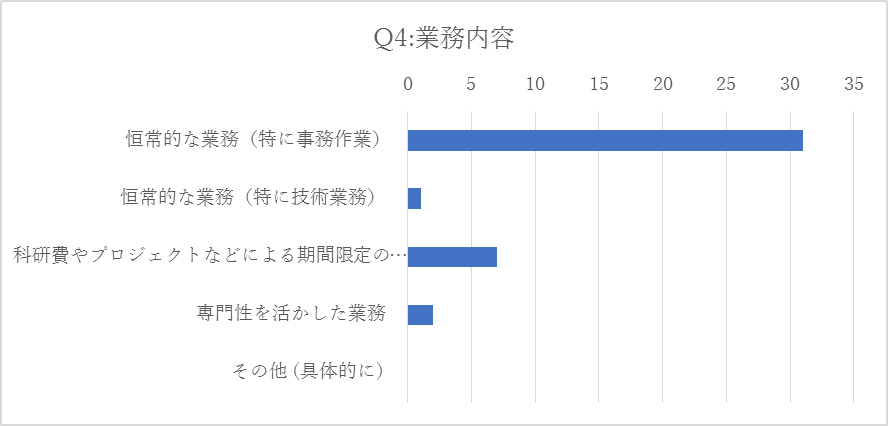 Q4:業務内容
0 5 10 15 20 25 30 35
恒常的な業務（特に事務作業）
恒常的な業務（特に技術業務）
科研費やプロジェクトなどによる期間限定の…
専門性を活かした業務
その他(具体的に)